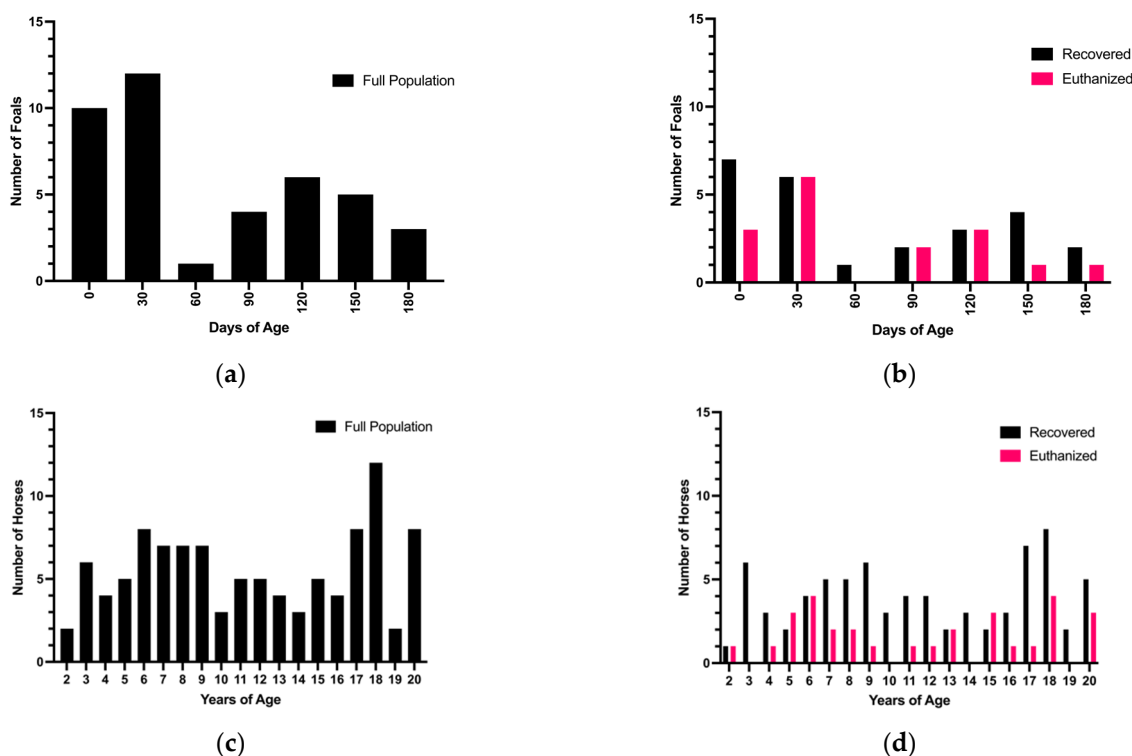 15
10
5
0
Number of Foals
Full Population
0 30 60 90 120 150 180
Days of Age
(a)
15
10
5
0
Number of Foals
Recovered
Euthanized
0 30 60 90 120 150 180
Days of Age
(b)
15
10
5
0
Number of Horses
Full Population
2 3 4 5 6 7 8 9 10 11 12 13 14 15 16 17 18 19 20
Years of Age
(c)
15
10
5
0
Number of Horses
Recovered
Euthanized
2 3 4 5 6 7 8 9 10 11 12 13 14 15 16 17 18 19 20
Years of Age
(d)